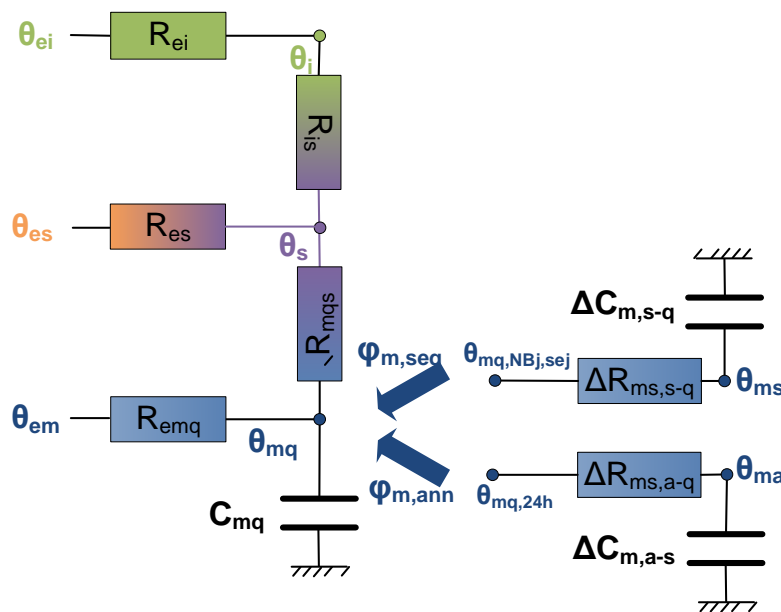 θei
Rei
θi
Ris
θes
Res
θs
R`mqs
φm,seq
θmq,NBj,sej
ΔRms,s-q
ΔCm,s-q
θms
θem
Remq
θmq
φm,ann
θmq,24h
ΔRms,a-q
θma
Cmq
ΔCm,a-s